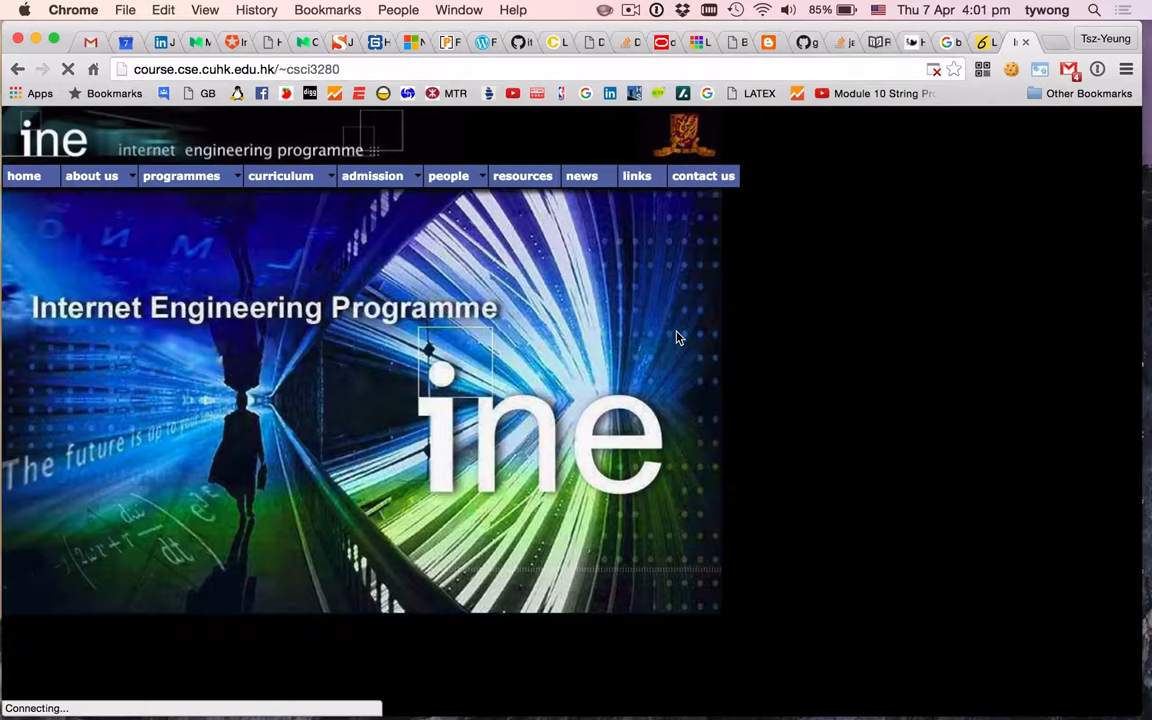 Chrome File Edit View History Bookmarks People Window Help 85% Thu 7 Apr 4:01 pm tywong
Tsz-Yeung
course.cse.cuhk.edu.hk/~csci3280
Apps Bookmarks GB MTR LATEX Module 10 String Pr Other Bookmarks
ine internet engineering programme
home about us programmes curriculum admission people resources news links contact us
Internet Engineering Programme
ine
The future is up to your
Connecting...